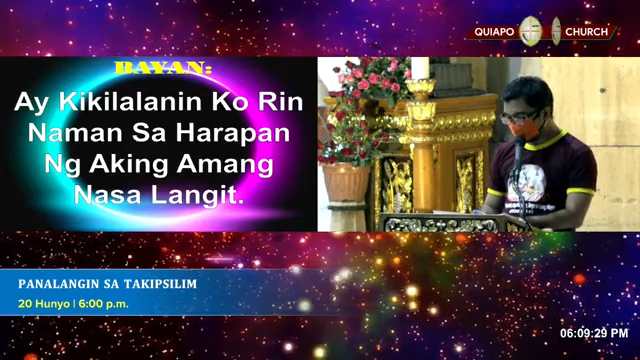 QUIAPO CHURCH
BAYAN:
Ay Kikilalanin Ko Rin
Naman Sa Harapan
Ng Aking Amang
Nasa Langit.
PANALANGIN SA TAKIPSILIM
20 Hunyo | 6:00 p.m.
06:09:29 PM